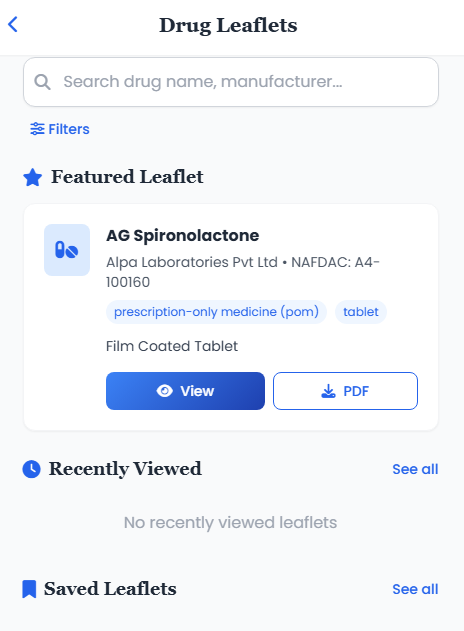 Drug Leaflets
Search drug name, manufacturer...
Filters
Featured Leaflet
AG Spironolactone
Alpa Laboratories Pvt Ltd • NAFDAC: A4-
100160
prescription-only medicine (pom) tablet
Film Coated Tablet
View PDF
Recently Viewed See all
No recently viewed leaflets
Saved Leaflets See all